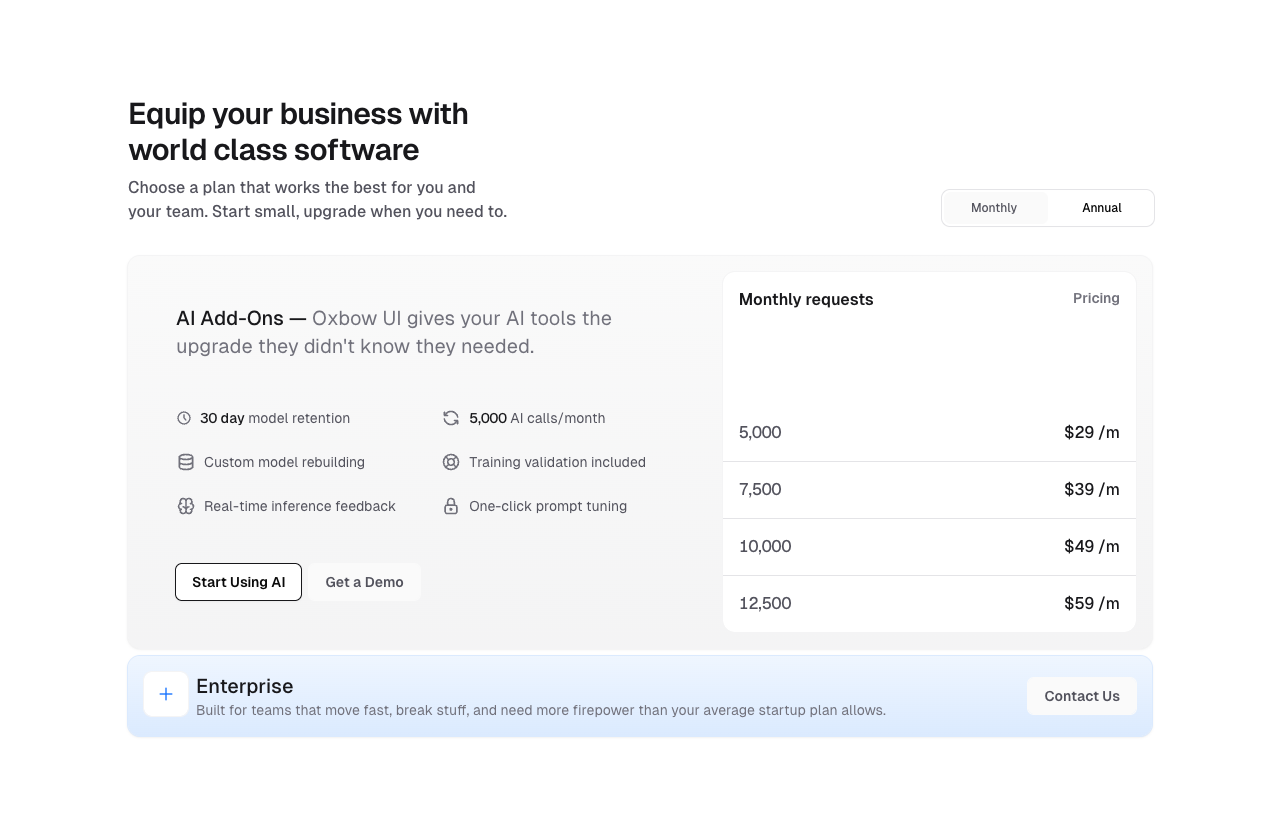 Equip your business with
world class software
Choose a plan that works the best for you and
your team. Start small, upgrade when you need to.
Monthly
Annual
AI Add-Ons — Oxbow UI gives your AI tools the
upgrade they didn't know they needed.
30 day model retention
5,000 AI calls/month
Custom model rebuilding
Training validation included
Real-time inference feedback
One-click prompt tuning
Start Using AI
Get a Demo
Monthly requests
Pricing
5,000
$29 /m
7,500
$39 /m
10,000
$49 /m
12,500
$59 /m
Enterprise
Built for teams that move fast, break stuff, and need more firepower than your average startup plan allows.
Contact Us